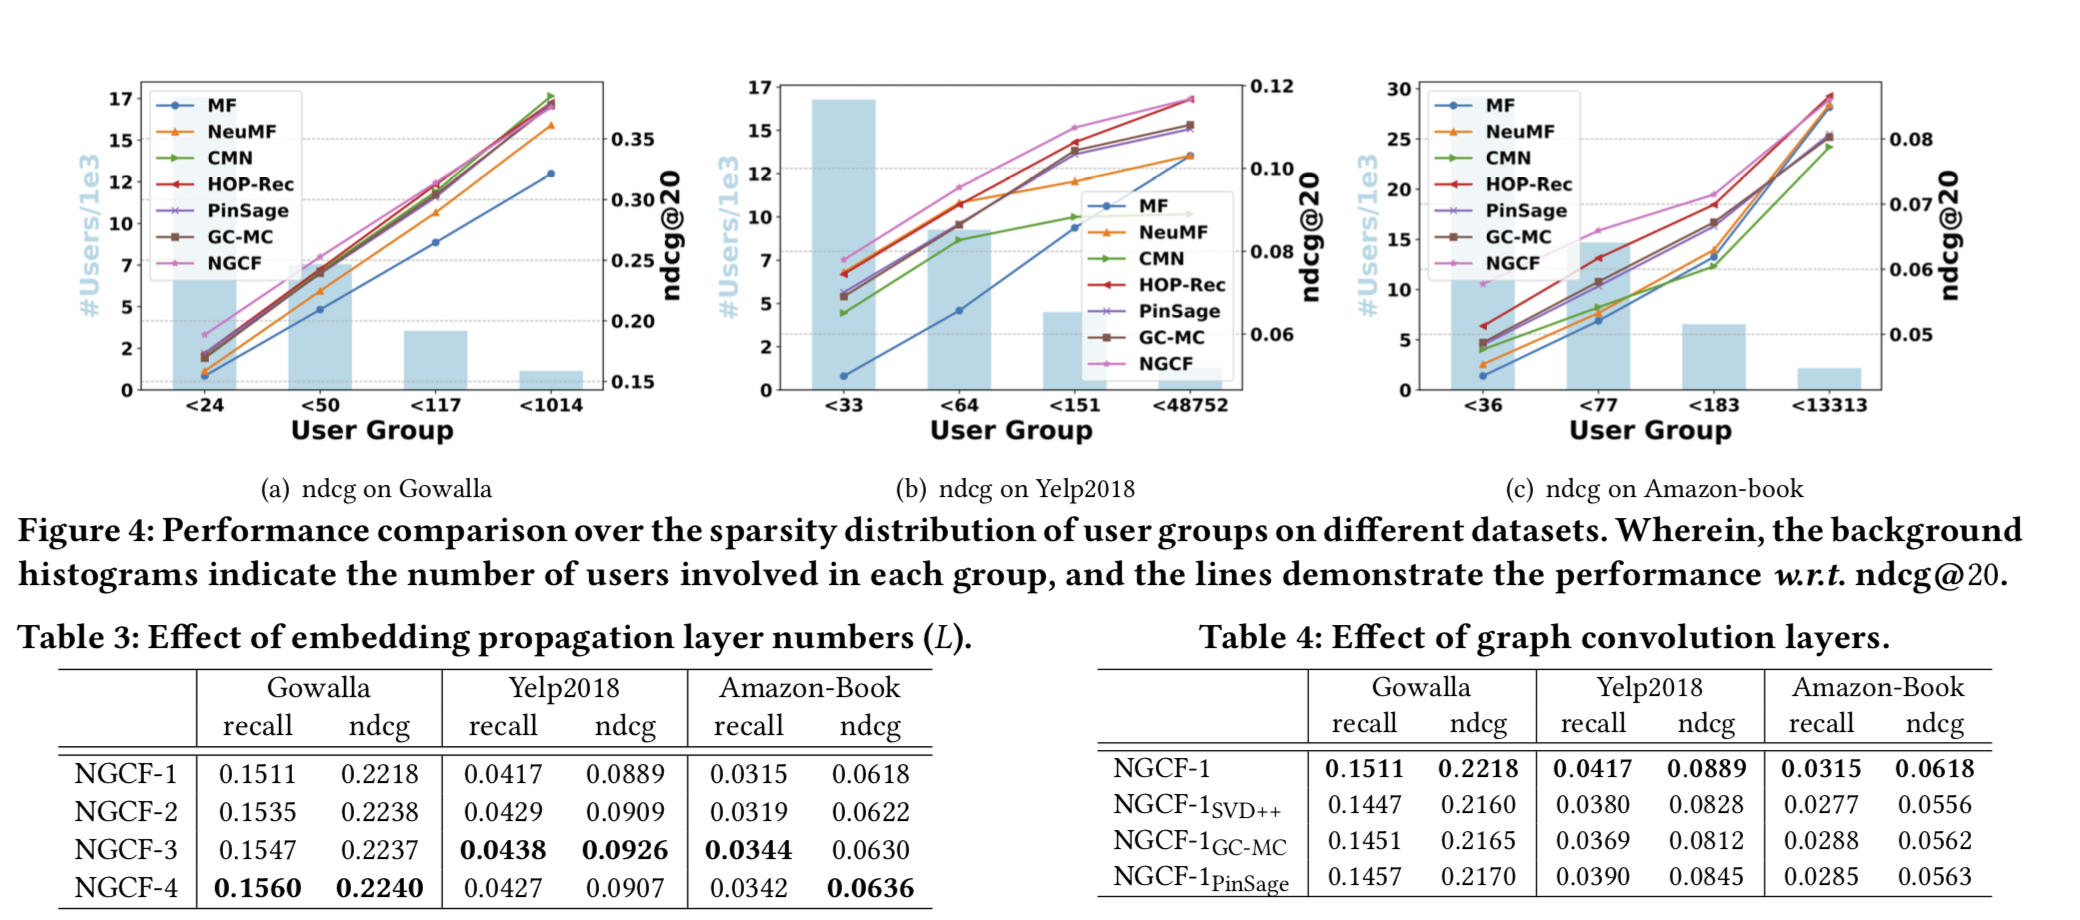 17
15
12
10
7
5
2
0
#Users/1e3
MF
NeuMF
CMN
HOP-Rec
PinSage
GC-MC
NGCF
0.35
0.30
0.25
0.20
0.15
ndcg@20
<24 <50 <117 <1014
User Group
(a) ndcg on Gowalla
17
15
12
10
7
5
2
0
#Users/1e3
MF
NeuMF
CMN
HOP-Rec
PinSage
GC-MC
NGCF
0.12
0.10
0.08
0.06
ndcg@20
<33 <64 <151 <48752
User Group
(b) ndcg on Yelp2018
30
25
20
15
10
5
0
#Users/1e3
MF
NeuMF
CMN
HOP-Rec
PinSage
GC-MC
NGCF
0.08
0.07
0.06
0.05
ndcg@20
<36 <77 <183 <13313
User Group
(c) ndcg on Amazon-book
Figure 4: Performance comparison over the sparsity distribution of user groups on different datasets. Wherein, the background
histograms indicate the number of users involved in each group, and the lines demonstrate the performance w.r.t. ndcg@20.
Table 3: Effect of embedding propagation layer numbers (L).
Gowalla Yelp2018 Amazon-Book
recall ndcg recall ndcg recall ndcg
NGCF-1 0.1511 0.2218 0.0417 0.0889 0.0315 0.0618
NGCF-2 0.1535 0.2238 0.0429 0.0909 0.0319 0.0622
NGCF-3 0.1547 0.2237 0.0438 0.0926 0.0344 0.0630
NGCF-4 0.1560 0.2240 0.0427 0.0907 0.0342 0.0636
Table 4: Effect of graph convolution layers.
Gowalla Yelp2018 Amazon-Book
recall ndcg recall ndcg recall ndcg
NGCF-1 0.1511 0.2218 0.0417 0.0889 0.0315 0.0618
NGCF-1SVD++ 0.1447 0.2160 0.0380 0.0828 0.0277 0.0556
NGCF-1GC-MC 0.1451 0.2165 0.0369 0.0812 0.0288 0.0562
NGCF-1PinSage 0.1457 0.2170 0.0390 0.0845 0.0285 0.0563